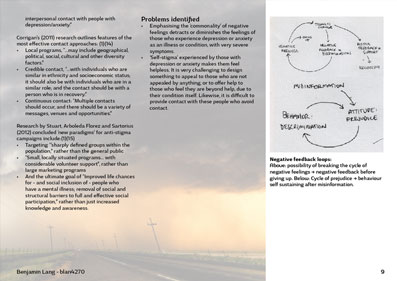 interpersonal contact with people with
depression/anxiety"
Corrigan's (2011) research outlines features of the
most effective contact approaches: (11)(14)
• Local programs, "...may include geographical,
political, social, cultural and other diversity
factors."
• Credible contact, "...with individuals who are
similar in ethnicity and socioeconomic status.
It should also be with individuals who are in a
similar role, and the contact should be with a
person who is in recovery."
• Continuous contact. "Multiple contacts
should occur, and there should be a variety of
messages, venues and opportunities"
Research by Stuart, Arboleda Florez and Sartorius
(2012) concluded 'new paradigms' for anti-stigma
campaigns include:(1)(15)
• Targeting "sharply defined groups within the
population," rather than the general public
• "Small, locally situated programs... with
considerable volunteer support", rather than
large marketing programs
• And the ultimate goal of "Improved life chances
for - and social inclusion of - people who
have a mental illness; removal of social and
structural barriers to full and effective social
participation," rather than just increased
knowledge and awareness.
Problems identified
• Emphasising the 'commonality' of negative
feelings detracts or diminishes the feelings of
those who experience depression or anxiety
as an illness or condition, with very severe
symptoms.
• 'Self-stigma' experienced by those with
depression or anxiety makes them feel
helpless. It is very challenging to design
something to appeal to those who are not
appealed by anything, or to offer help to
those who feel they are beyond help, due to
their condition itself. Likewise, it is difficult to
provide contact with these people who avoid
contact.
MISINFORMATION
BEHAVIOR:
DISCRIMINATION
ATTITUDE:
PREJUDICE
Negative feedback loops:
Above: possibility of breaking the cycle of
negative feelings + negative feedback before
giving up. Below: Cycle of prejudice + behaviour
self sustaining after misinformation.
Benjamin Lang - blan4270
9